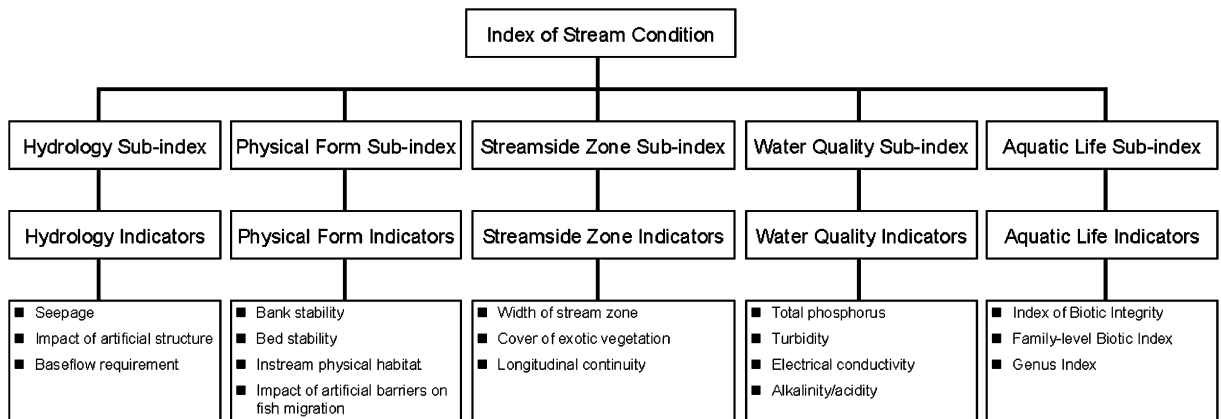 Index of Stream Condition
Hydrology Sub-index
Physical Form Sub-index
Streamside Zone Sub-index
Water Quality Sub-index
Aquatic Life Sub-index
Hydrology Indicators
Physical Form Indicators
Streamside Zone Indicators
Water Quality Indicators
Aquatic Life Indicators
■ Seepage
■ Impact of artificial structure
■ Baseflow requirement
■ Bank stability
■ Bed stability
■ Instream physical habitat
■ Impact of artificial barriers on
fish migration
■ Width of stream zone
■ Cover of exotic vegetation
■ Longitudinal continuity
■ Total phosphorus
■ Turbidity
■ Electrical conductivity
■ Alkalinity/acidity
■ Index of Biotic Integrity
■ Family-level Biotic Index
■ Genus Index